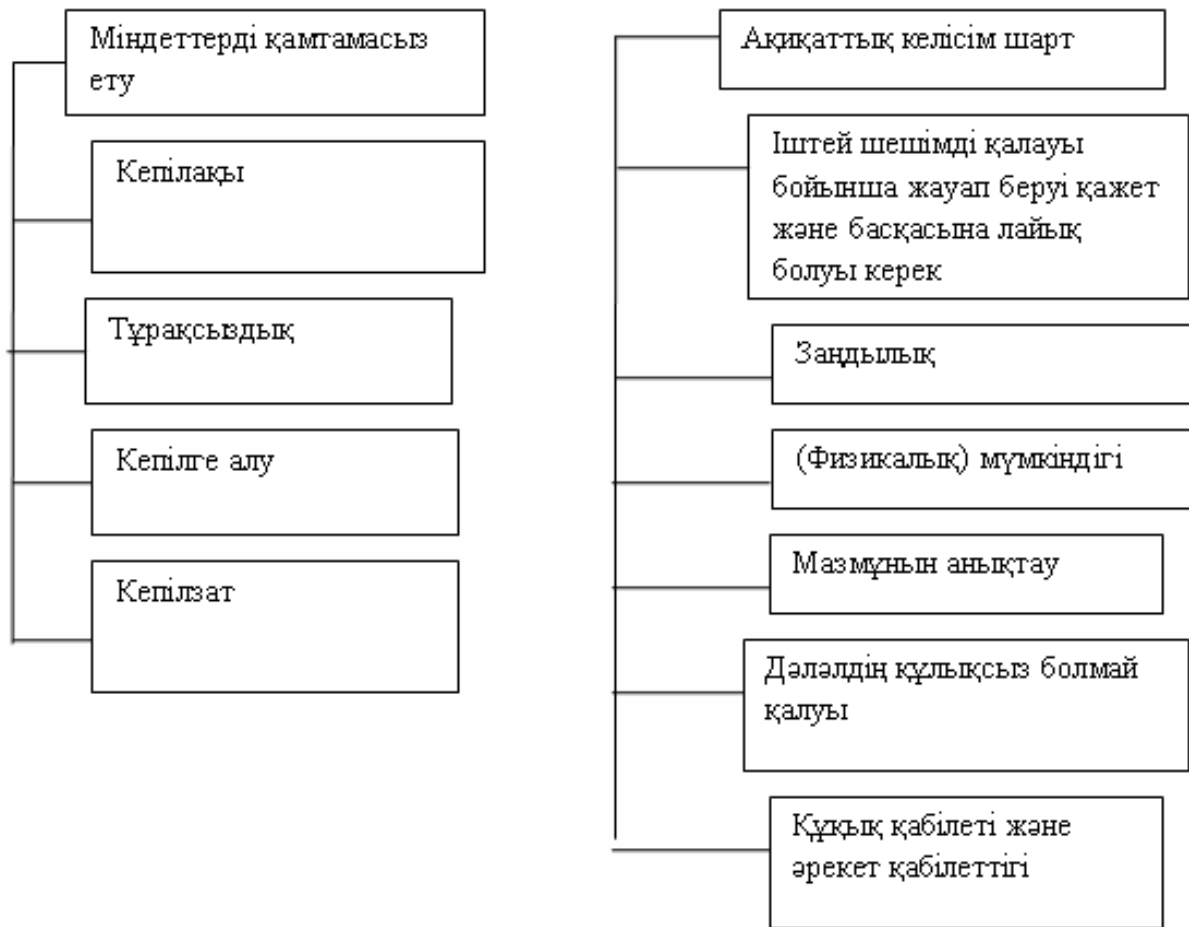 Міндеттерді қамтамасыз
ету
Кепілақы
Тұрақсыздық
Кепілге алу
Кепілзат
Ақиқаттық келісім шарт
Іштей шешімді қалауы
бойынша жауап беруі қажет
және басқасына лайық
болуы керек
Заңдылық
(Физикалық) мүмкіндігі
Мазмұнын анықтау
Дәләлдің құлықсыз болмай
қалуы
Құқық қабілеті және
әрекет қабілеттігі